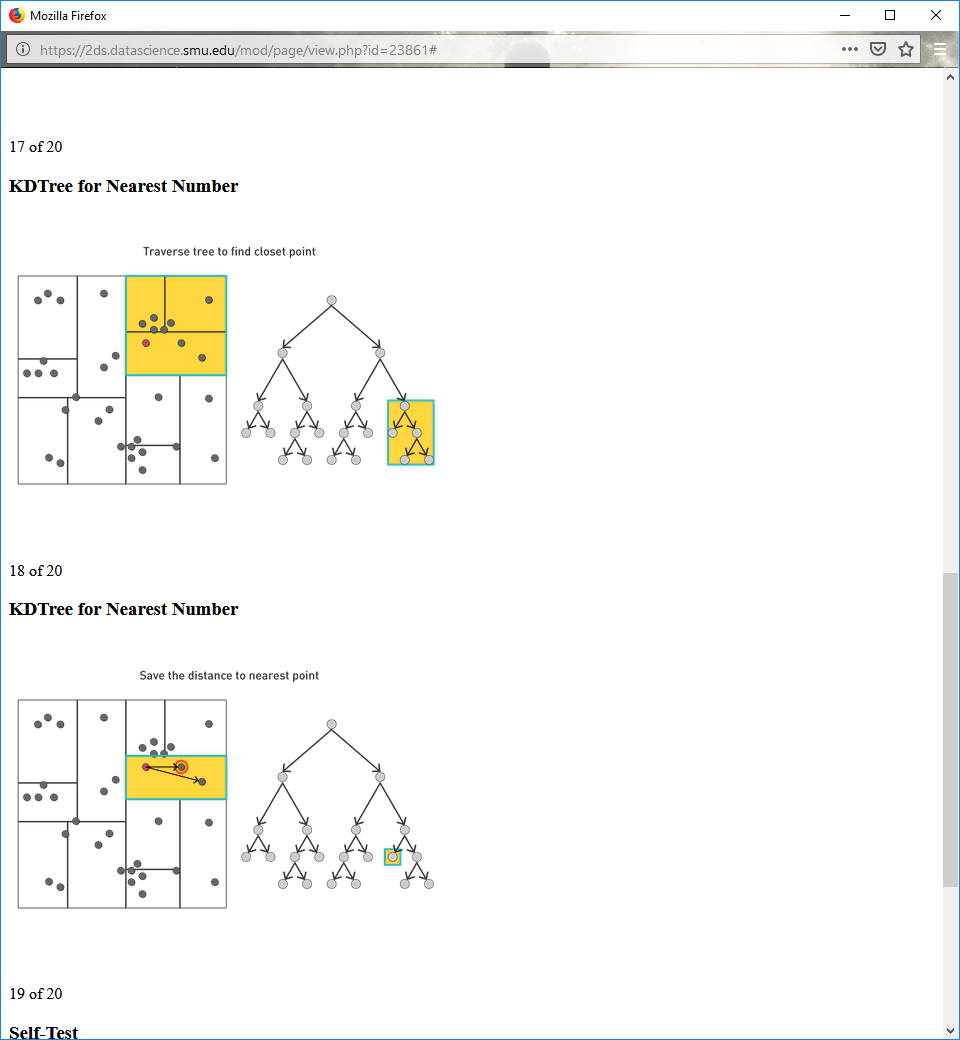 Mozilla Firefox
https://2ds.datascience.smu.edu/mod/page/view.php?id=23861#
17 of 20
KDTree for Nearest Number
Traverse tree to find closet point
18 of 20
KDTree for Nearest Number
Save the distance to nearest point
19 of 20
Self-Test